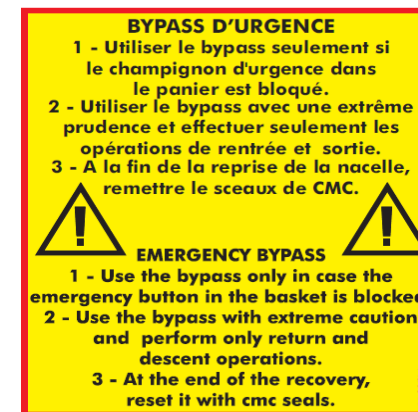 BYPASS D'URGENCE
1 - Utiliser le bypass seulement si
le champignon d'urgence dans
le panier est bloqué.
2 - Utiliser le bypass avec une extrême
prudence et effectuer seulement les
opérations de rentrée et sortie.
3 - A la fin de la reprise de la nacelle,
remettre le sceaux de CMC.
! !
EMERGENCY BYPASS
1 - Use the bypass only in case the
emergency button in the basket is blocked
2 - Use the bypass with extreme caution
and perform only return and
descent operations.
3 - At the end of the recovery,
reset it with cmc seals.